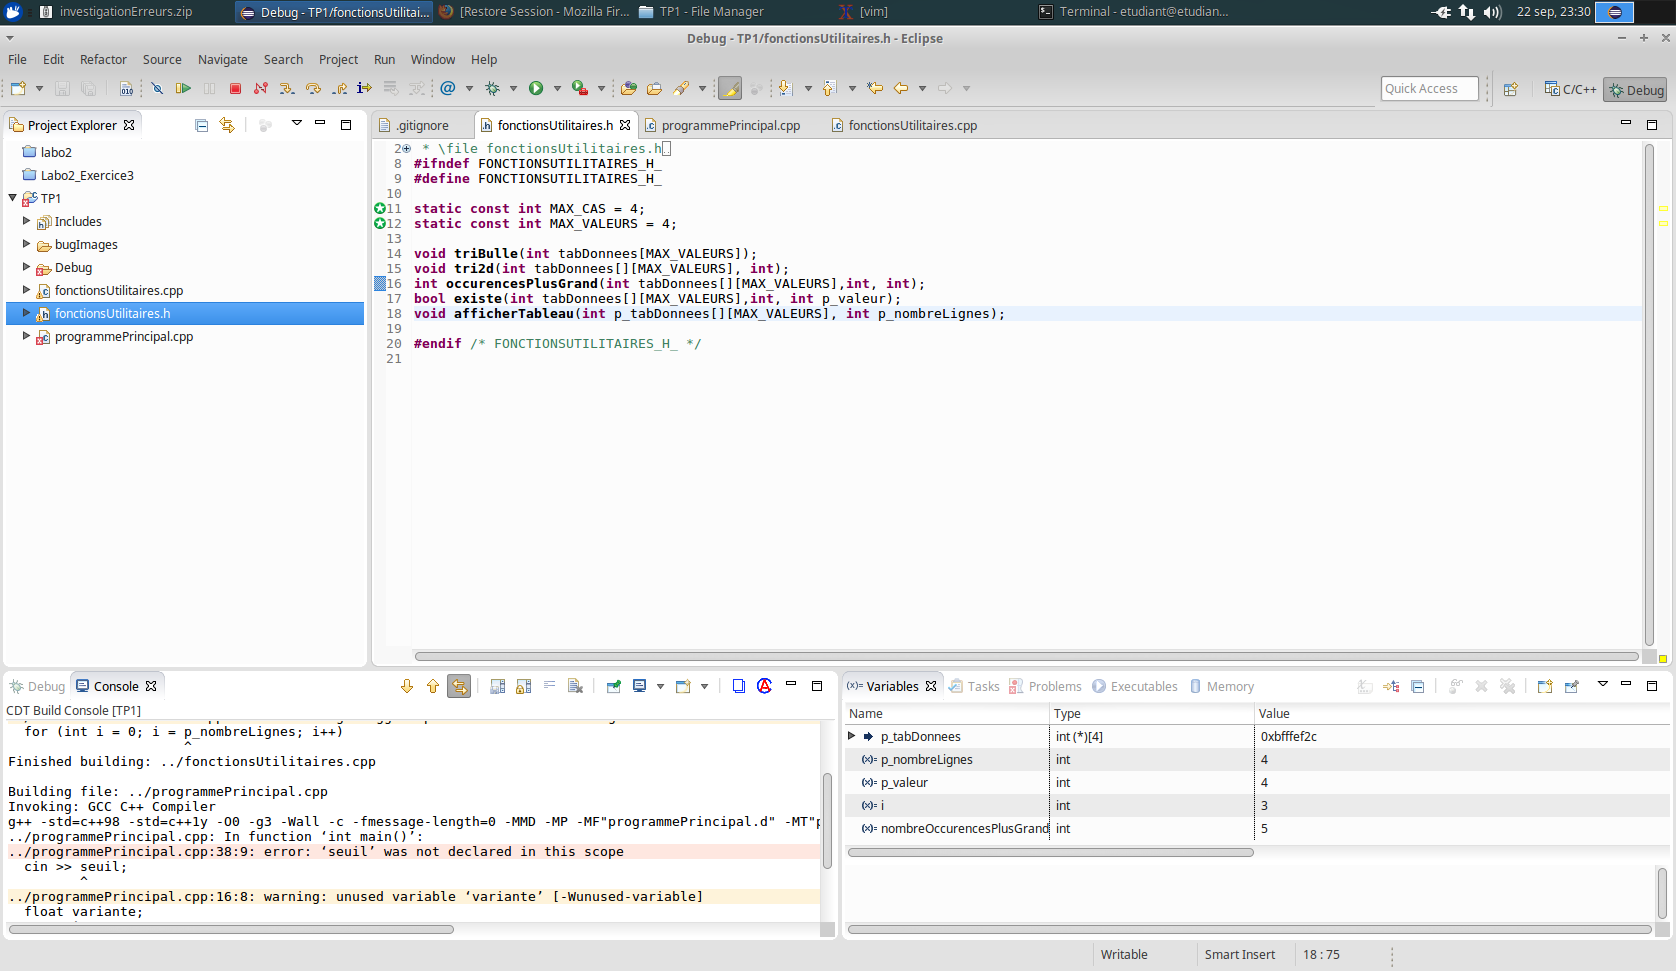 investigationErreurs.zip
Debug - TP1/fonctionsUtilitai...
[Restore Session - Mozilla Fir...
TP1 - File Manager
[vim]
Terminal - etudiant@etudian...
22 sep, 23:30
Debug - TP1/fonctionsUtilitaires.h - Eclipse
File Edit Refactor Source Navigate Search Project Run Window Help
Quick Access
C/C++
Debug
Project Explorer
labo2
Labo2_Exercice3
TP1
Includes
bugImages
Debug
fonctionsUtilitaires.cpp
fonctionsUtilitaires.h
programmePrincipal.cpp
.gitignore
fonctionsUtilitaires.h
programmePrincipal.cpp
fonctionsUtilitaires.cpp
2 * \file fonctionsUtilitaires.h
8 #ifndef FONCTIONSUTILITAIRES_H_
9 #define FONCTIONSUTILITAIRES_H_
10
11 static const int MAX_CAS = 4;
12 static const int MAX_VALEURS = 4;
13
14 void triBulle(int tabDonnees[MAX_VALEURS]);
15 void tri2d(int tabDonnees[][MAX_VALEURS], int);
16 int occurencesPlusGrand(int tabDonnees[][MAX_VALEURS],int, int);
17 bool existe(int tabDonnees[][MAX_VALEURS],int, int p_valeur);
18 void afficherTableau(int p_tabDonnees[][MAX_VALEURS], int p_nombreLignes);
19
20 #endif /* FONCTIONSUTILITAIRES_H_ */
21
Debug
Console
CDT Build Console [TP1]
for (int i = 0; i = p_nombreLignes; i++)
^
Finished building: ../fonctionsUtilitaires.cpp
Building file: ../programmePrincipal.cpp
Invoking: GCC C++ Compiler
g++ -std=c++98 -std=c++1y -O0 -g3 -Wall -c -fmessage-length=0 -MMD -MP -MF"programmePrincipal.d" -MT"p
../programmePrincipal.cpp: In function ‘int main()’:
../programmePrincipal.cpp:38:9: error: ‘seuil’ was not declared in this scope
cin >> seuil;
^
../programmePrincipal.cpp:16:8: warning: unused variable ‘variante’ [-Wunused-variable]
float variante;
Variables
Tasks
Problems
Executables
Memory
Name Type Value
p_tabDonnees int (*)[4] 0xbfffef2c
p_nombreLignes int 4
p_valeur int 4
i int 3
nombreOccurencesPlusGrand int 5
Writable
Smart Insert
18 : 75